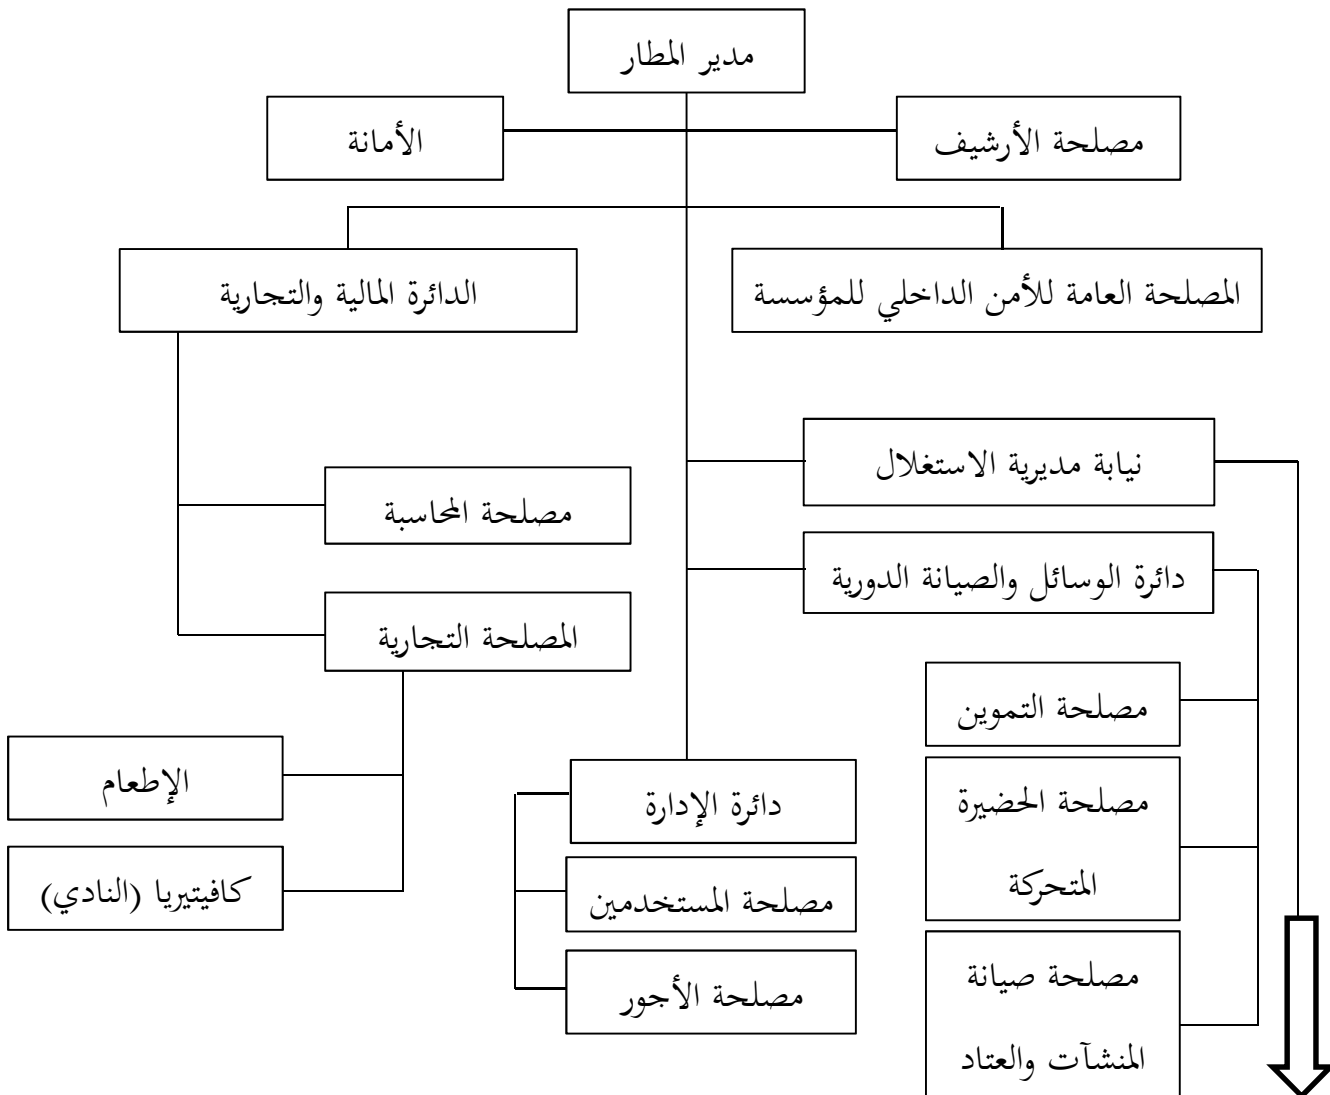 مدير المطار
مصلحة الأرشيف
الأمانة
المصلحة العامة للأمن الداخلي للمؤسسة
الدائرة المالية والتجارية
نيابة مديرية الاستغلال
مصلحة المحاسبة
دائرة الوسائل والصيانة الدورية
المصلحة التجارية
مصلحة التموين
الإطعام
دائرة الإدارة
مصلحة الحضيرة
المتحركة
كافيتيريا (النادي)
مصلحة المستخدمين
مصلحة الأجور
مصلحة صيانة
المنشآت والعتاد